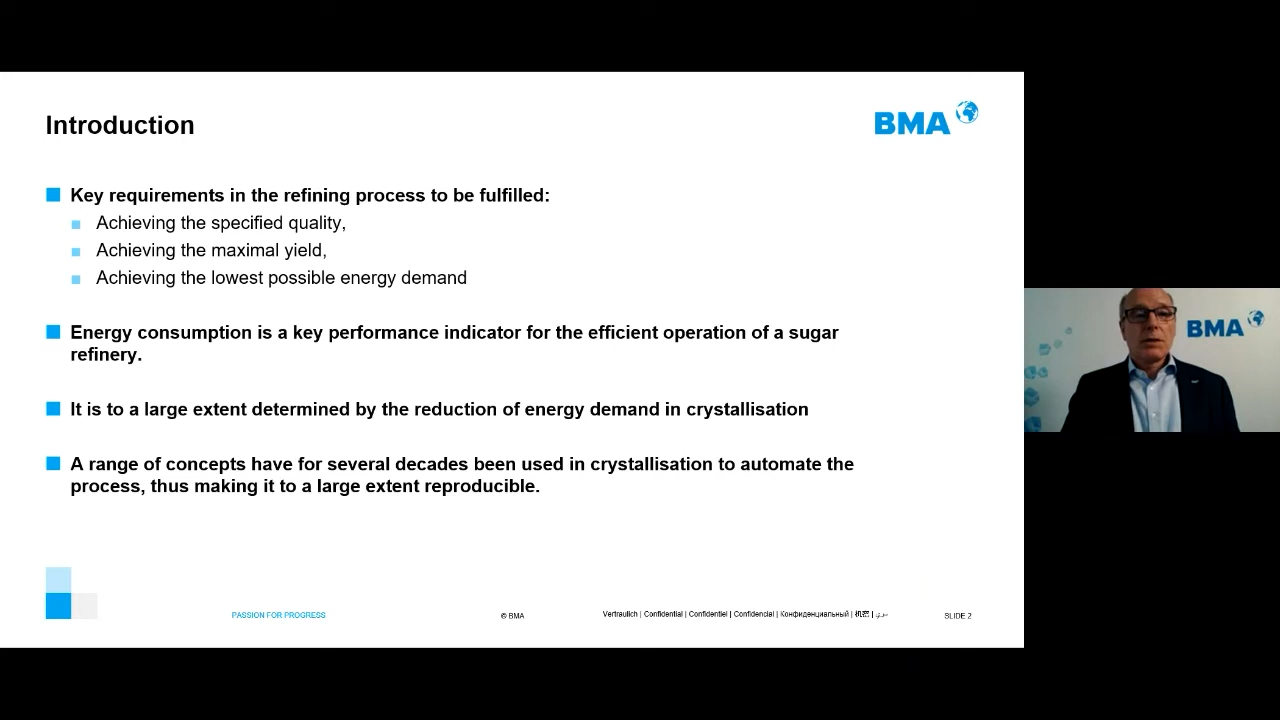 Introduction
BMA
Key requirements in the refining process to be fulfilled:
Achieving the specified quality,
Achieving the maximal yield,
Achieving the lowest possible energy demand
Energy consumption is a key performance indicator for the efficient operation of a sugar
refinery.
It is to a large extent determined by the reduction of energy demand in crystallisation
A range of concepts have for several decades been used in crystallisation to automate the
process, thus making it to a large extent reproducible.
PASSION FOR PROGRESS
© BMA
Vertraulich | Confidential | Confidentiel | Confidencial | Конфиденциальный | 机密 | سري
SLIDE 2
BMA